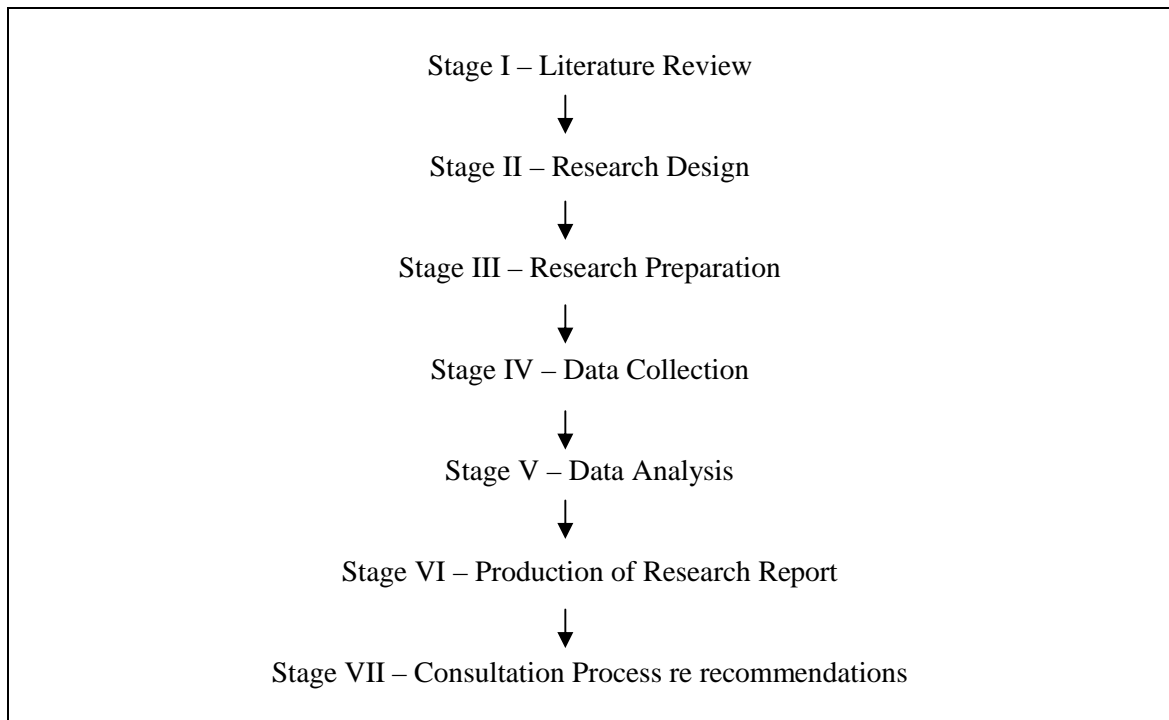 Stage I – Literature Review
Stage II – Research Design
Stage III – Research Preparation
Stage IV – Data Collection
Stage V – Data Analysis
Stage VI – Production of Research Report
Stage VII – Consultation Process re recommendations